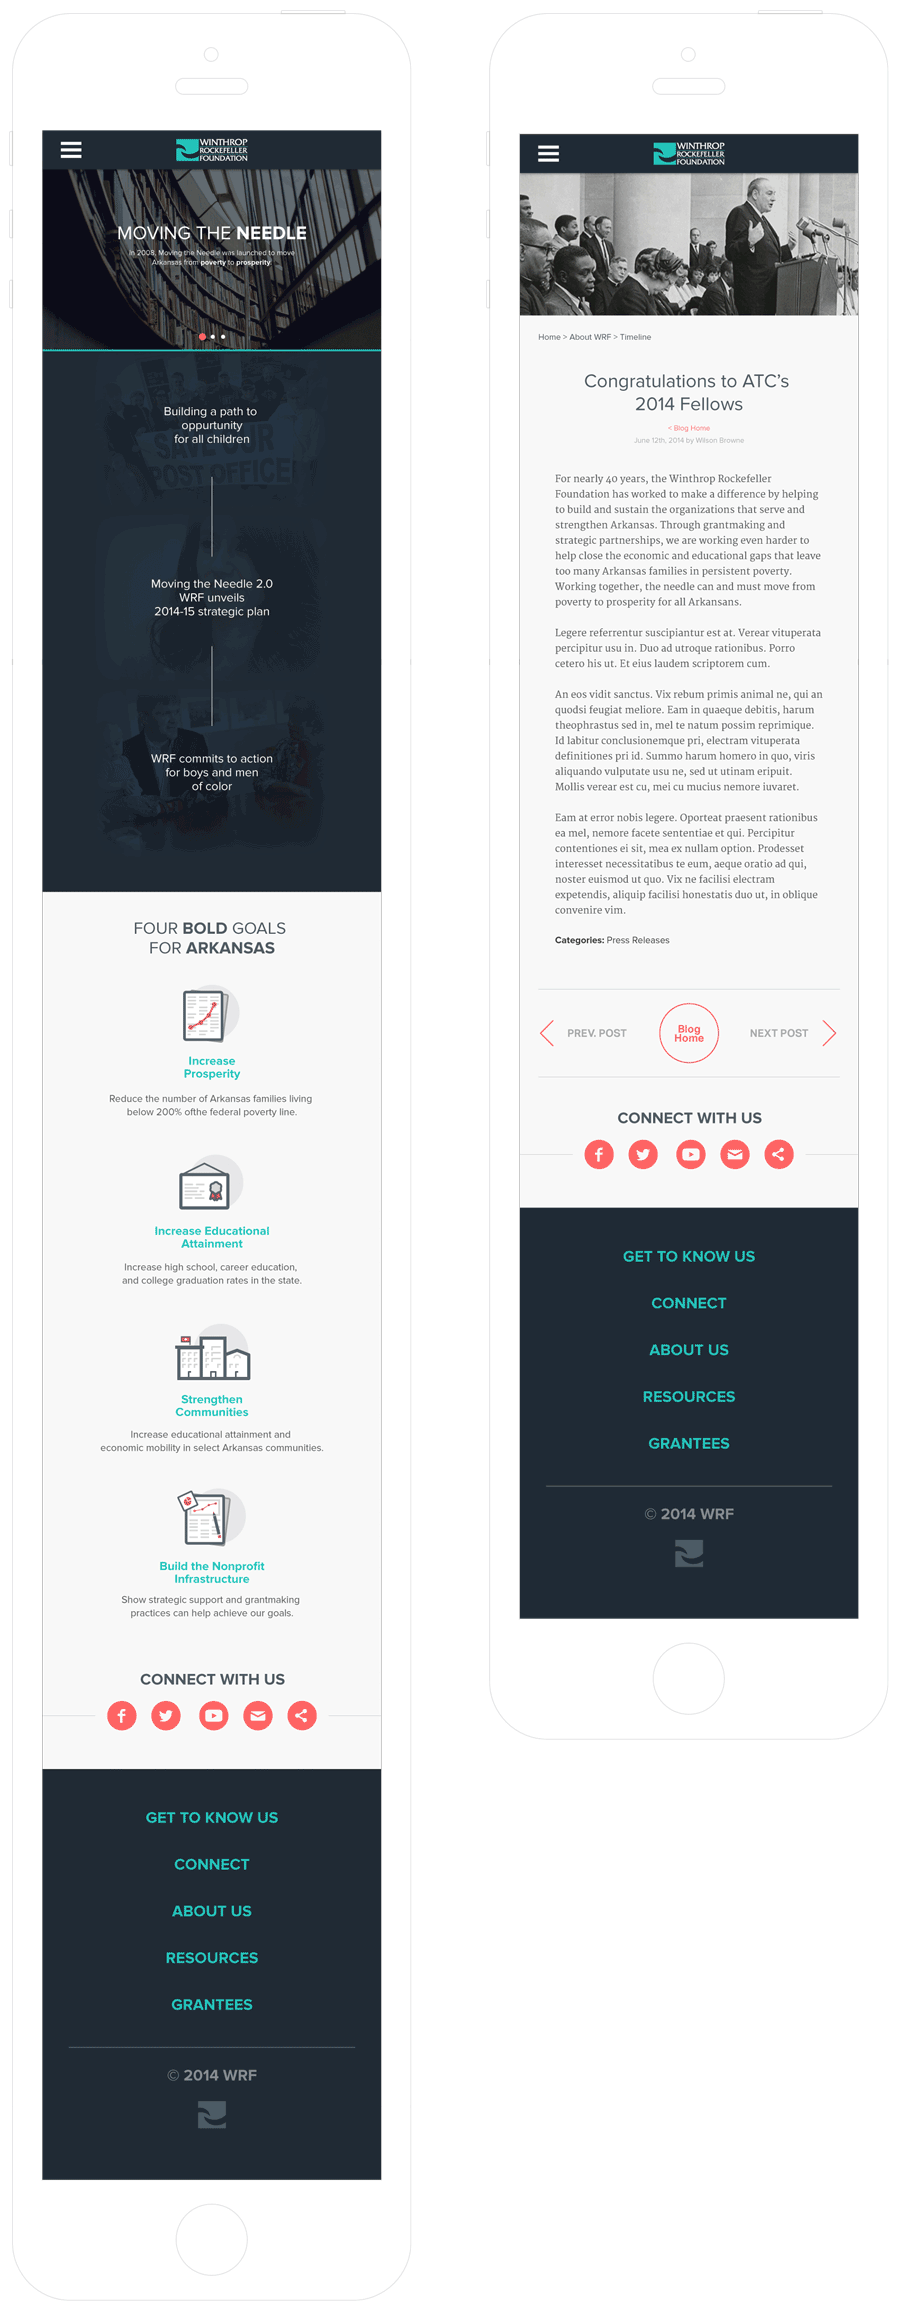 WINTHROP
ROCKEFELLER
FOUNDATION
MOVING THE NEEDLE
In 2008, Moving the Needle was launched to move
Arkansas from poverty to prosperity.
Building a path to
oppurtunity
for all children
SAVE OUR
POST OFFICE!
Moving the Needle 2.0
WRF unveils
2014-15 strategic plan
WRF commits to action
for boys and men
of color
FOUR BOLD GOALS
FOR ARKANSAS
Increase
Prosperity
Reduce the number of Arkansas families living
below 200% ofthe federal poverty line.
Increase Educational
Attainment
Increase high school, career education,
and college graduation rates in the state.
Strengthen
Communities
Increase educational attainment and
economic mobility in select Arkansas communities.
Build the Nonprofit
Infrastructure
Show strategic support and grantmaking
practices can help achieve our goals.
CONNECT WITH US
GET TO KNOW US
CONNECT
ABOUT US
RESOURCES
GRANTEES
© 2014 WRF
WINTHROP
ROCKEFELLER
FOUNDATION
Home > About WRF > Timeline
Congratulations to ATC's
2014 Fellows
< Blog Home
June 12th, 2014 by Wilson Browne
For nearly 40 years, the Winthrop Rockefeller
Foundation has worked to make a difference by helping
to build and sustain the organizations that serve and
strengthen Arkansas. Through grantmaking and
strategic partnerships, we are working even harder to
help close the economic and educational gaps that leave
too many Arkansas families in persistent poverty.
Working together, the needle can and must move from
poverty to prosperity for all Arkansans.
Legere referrentur suscipiantur est at. Verear vituperata
percipitur usu in. Duo ad utroque rationibus. Porro
cetero his ut. Et eius laudem scriptorem cum.
An eos vidit sanctus. Vix rebum primis animal ne, qui an
quodsi feugiat meliore. Eam in quaeque debitis, harum
theophrastus sed in, mel te natum possim reprimique.
Id labitur conclusionemque pri, electram vituperata
definitiones pri id. Summo harum homero in quo, viris
aliquando vulputate usu ne, sed ut utinam eripuit.
Mollis verear est cu, mei cu mucius nemore iuvaret.
Eam at error nobis legere. Oporteat praesent rationibus
ea mel, nemore facete sententiae et qui. Percipitur
contentiones ei sit, mea ex nullam option. Prodesset
interesset necessitatibus te eum, aeque oratio ad qui,
noster euismod ut quo. Vix ne facilisi electram
expetendis, aliquip facilisi honestatis duo ut, in oblique
convenire vim.
Categories: Press Releases
PREV. POST
Blog
Home
NEXT POST
CONNECT WITH US
GET TO KNOW US
CONNECT
ABOUT US
RESOURCES
GRANTEES
© 2014 WRF